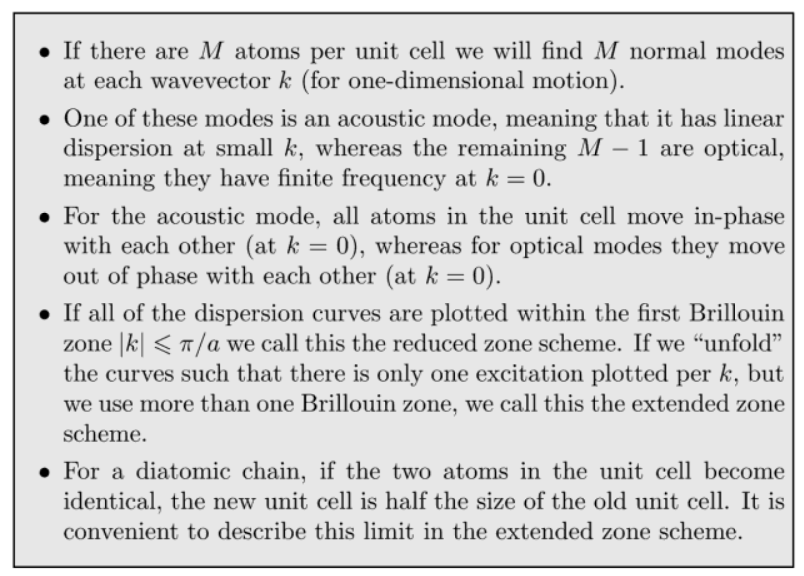 • If there are M atoms per unit cell we will find M normal modes
at each wavevector k (for one-dimensional motion).
• One of these modes is an acoustic mode, meaning that it has linear
dispersion at small k, whereas the remaining M − 1 are optical,
meaning they have finite frequency at k = 0.
• For the acoustic mode, all atoms in the unit cell move in-phase
with each other (at k = 0), whereas for optical modes they move
out of phase with each other (at k = 0).
• If all of the dispersion curves are plotted within the first Brillouin
zone |k| ⩽ π/a we call this the reduced zone scheme. If we “unfold”
the curves such that there is only one excitation plotted per k, but
we use more than one Brillouin zone, we call this the extended zone
scheme.
• For a diatomic chain, if the two atoms in the unit cell become
identical, the new unit cell is half the size of the old unit cell. It is
convenient to describe this limit in the extended zone scheme.